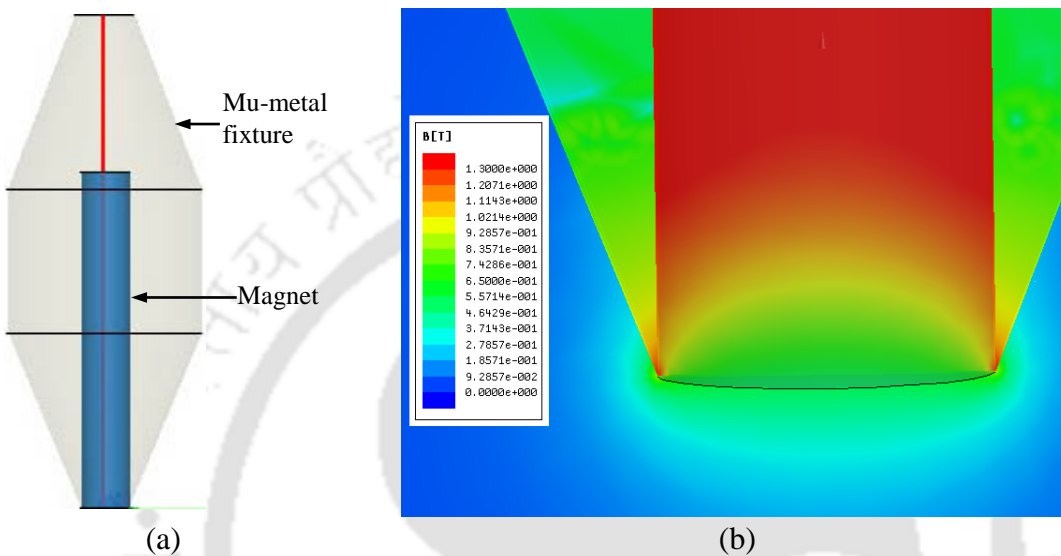 Mu-metal
fixture
Magnet
(a)
B[T]
1.3000e+000
1.2071e+000
1.1143e+000
1.0214e+000
9.2857e-001
8.3571e-001
7.4286e-001
6.5000e-001
5.5714e-001
4.6429e-001
3.7143e-001
2.7857e-001
1.8571e-001
9.2857e-002
0.0000e+000
(b)